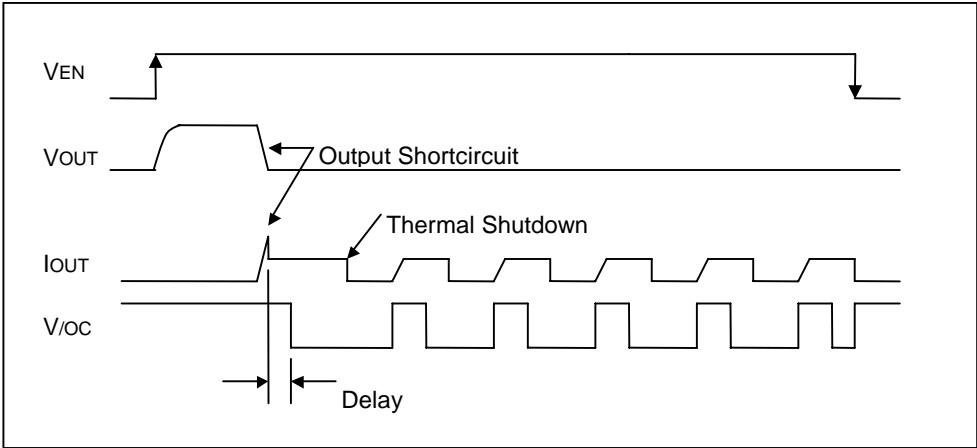 VEN
VOUT
Output Shortcircuit
Thermal Shutdown
IOUT
V/OC
Delay